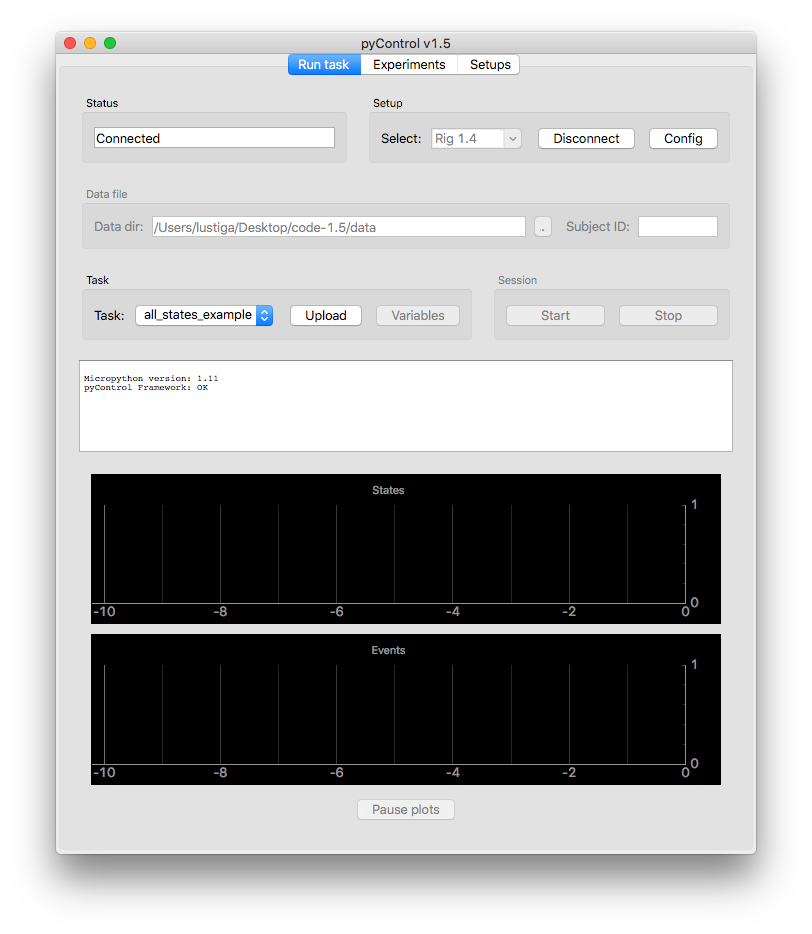 pyControl v1.5
Run task Experiments Setups
Status Setup
Connected Select: Rig 1.4 Disconnect Config
Data file
Data dir: /Users/lustiga/Desktop/code-1.5/data . Subject ID:
Task Session
Task: all_states_example Upload Variables Start Stop
Micropython version: 1.11
pyControl Framework: OK
States
1
0
-10 -8 -6 -4 -2 0
Events
1
0
-10 -8 -6 -4 -2 0
Pause plots